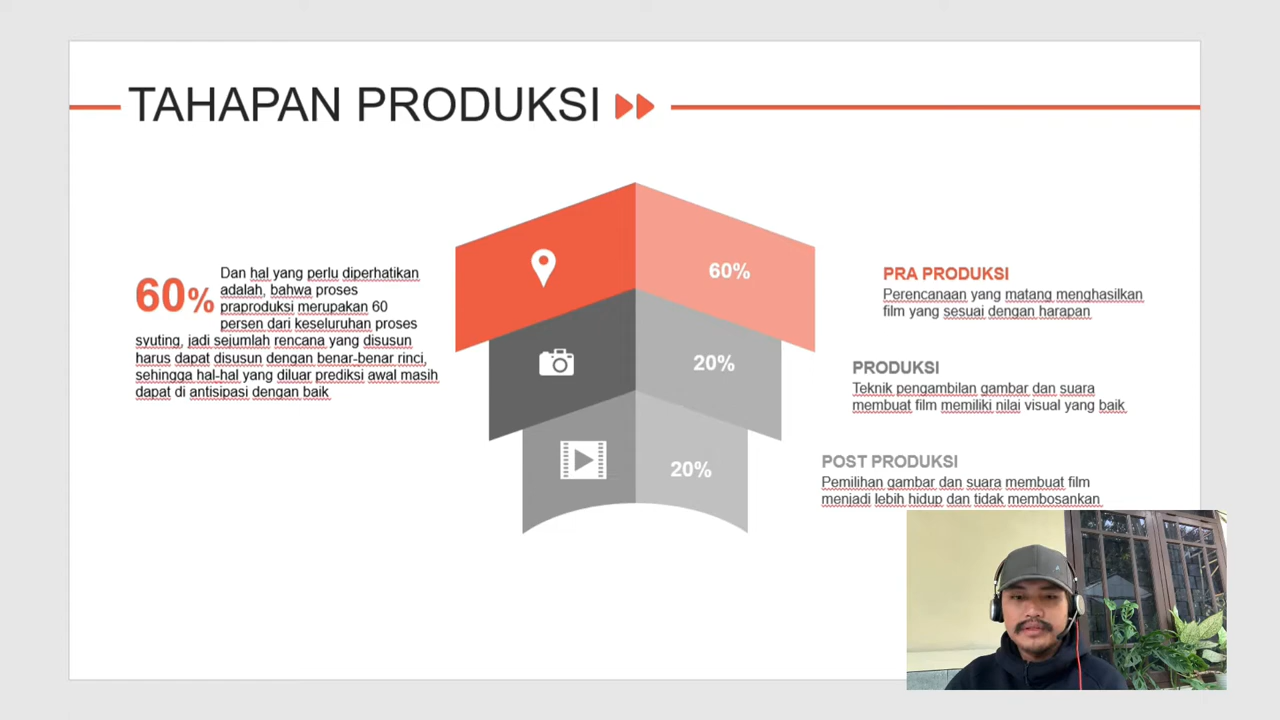 TAHAPAN PRODUKSI
60%
Dan hal yang perlu diperhatikan
adalah, bahwa proses
praproduksi merupakan 60
persen dari keseluruhan proses
syuting, jadi sejumlah rencana yang disusun
harus dapat disusun dengan benar-benar rinci,
sehingga hal-hal yang diluar prediksi awal masih
dapat di antisipasi dengan baik
60%
20%
20%
PRA PRODUKSI
Perencanaan yang matang menghasilkan
film yang sesuai dengan harapan
PRODUKSI
Teknik pengambilan gambar dan suara
membuat film memiliki nilai visual yang baik
POST PRODUKSI
Pemilihan gambar dan suara membuat film
menjadi lebih hidup dan tidak membosankan